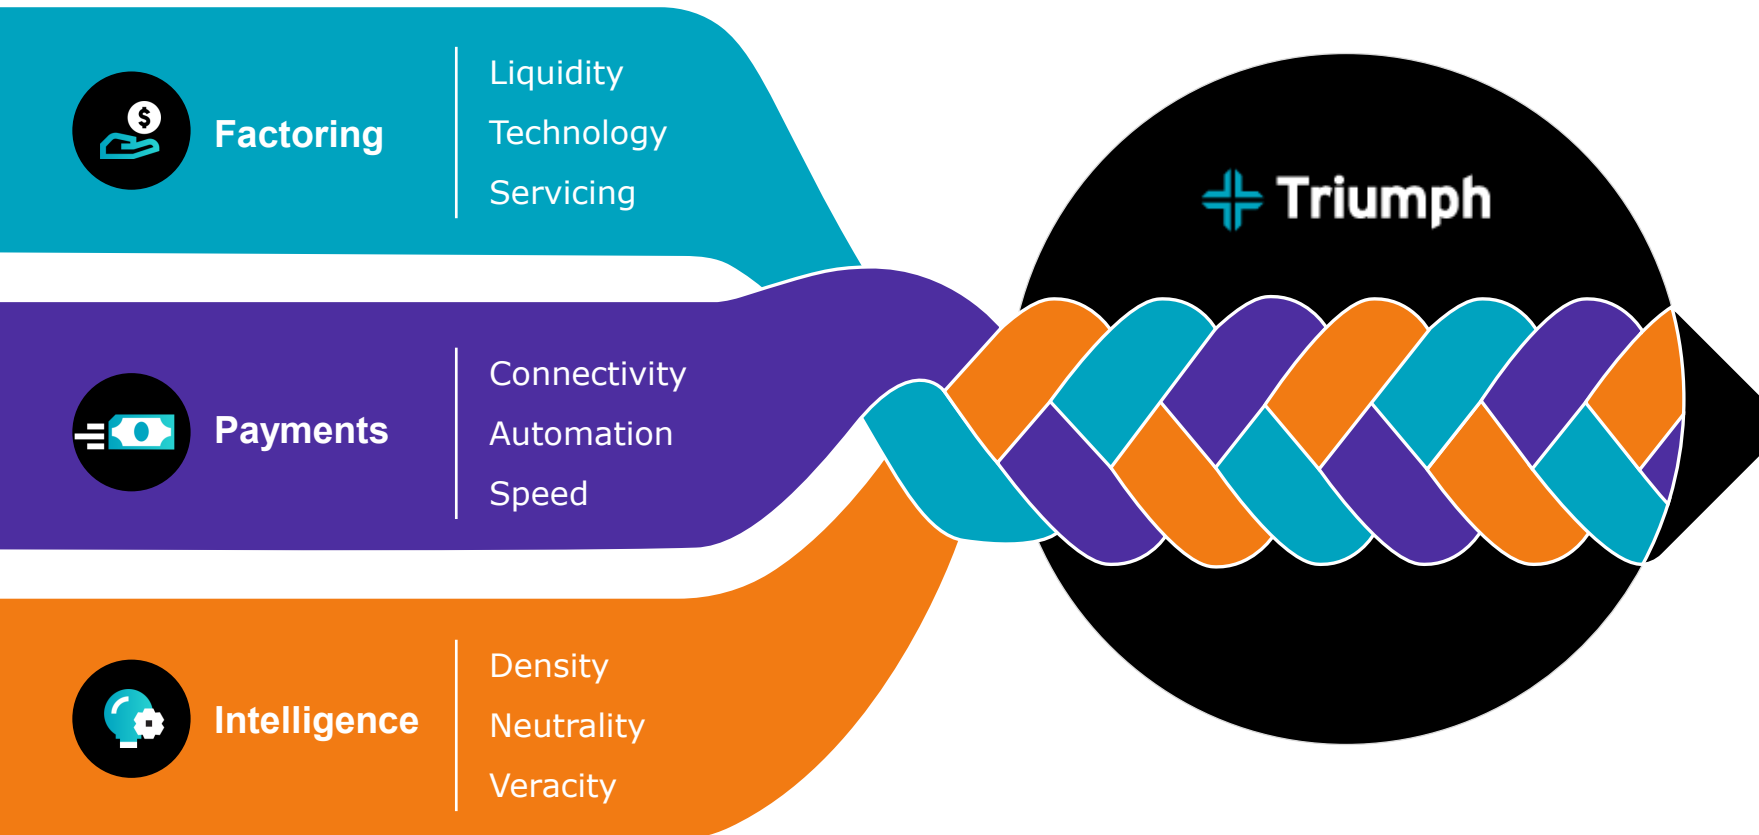 Factoring
Liquidity
Technology
Servicing
Payments
Connectivity
Automation
Speed
Intelligence
Density
Neutrality
Veracity
Triumph